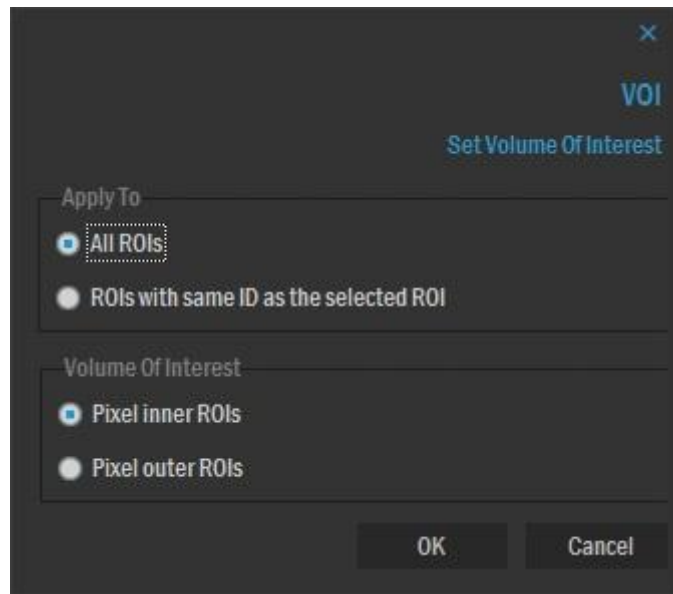 VOI
Set Volume Of Interest
Apply To
All ROIs
ROIs with same ID as the selected ROI
Volume Of Interest
Pixel inner ROIs
Pixel outer ROIs
OK Cancel